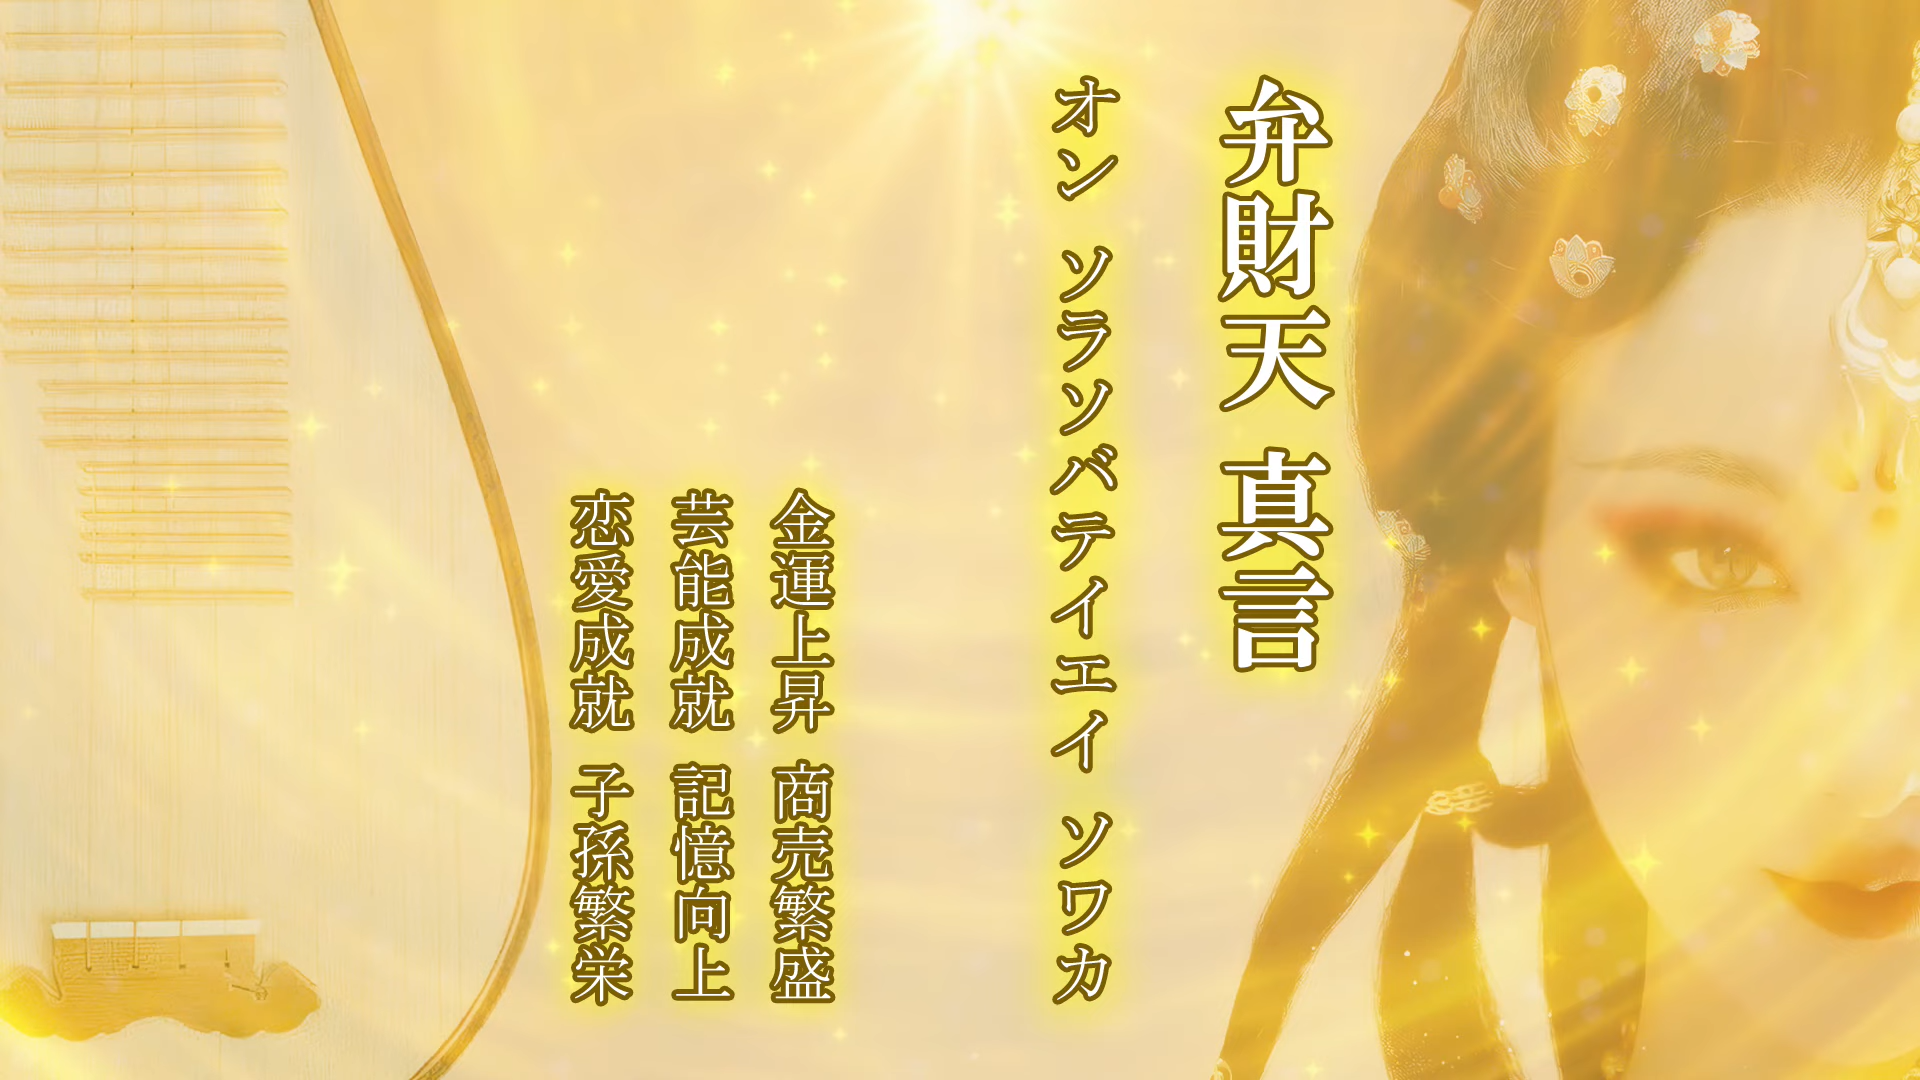 弁財天 真言
オン ソラソバテイエイ ソワカ
金運上昇 商売繁盛
芸能成就 記憶向上
恋愛成就 子孫繁栄